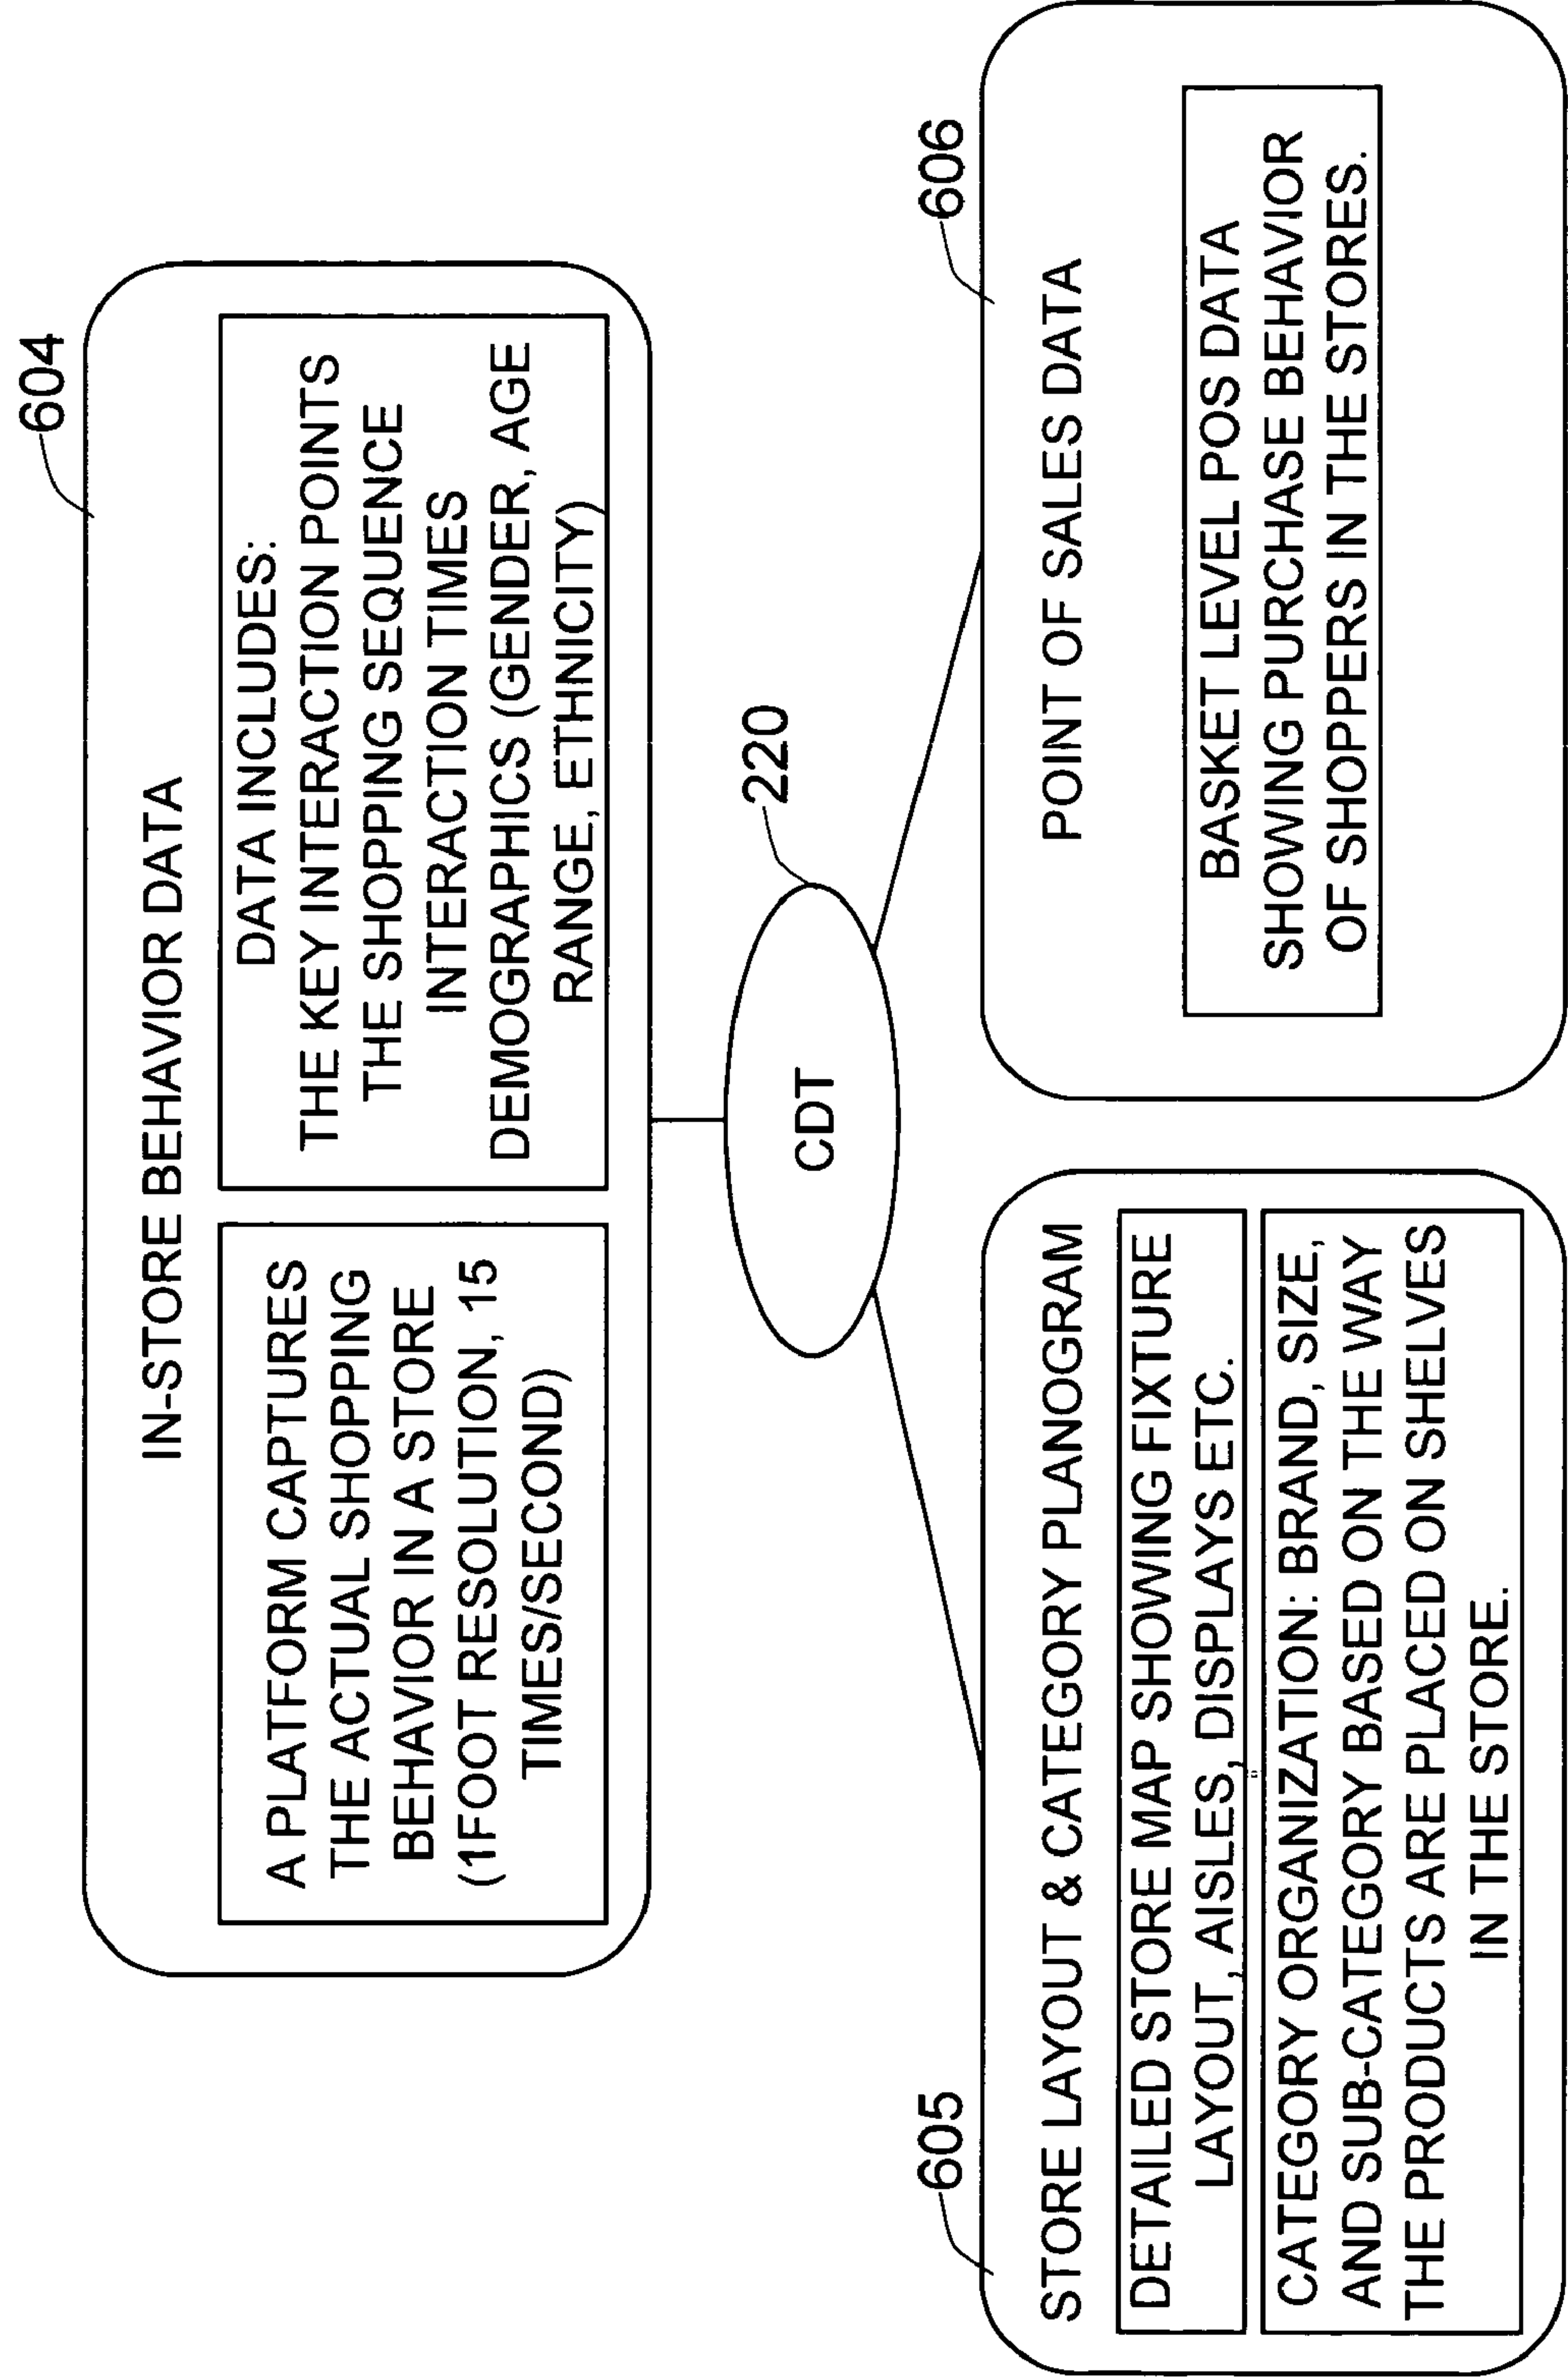 604
IN-STORE BEHAVIOR DATA
A PLATFORM CAPTURES
THE ACTUAL SHOPPING
BEHAVIOR IN A STORE
(1FOOT RESOLUTION, 15
TIMES/SECOND)
DATA INCLUDES:
THE KEY INTERACTION POINTS
THE SHOPPING SEQUENCE
INTERACTION TIMES
DEMOGRAPHICS (GENDER, AGE
RANGE, ETHNICITY)
220
CDT
605
STORE LAYOUT & CATEGORY PLANOGRAM
DETAILED STORE MAP SHOWING FIXTURE
LAYOUT, AISLES, DISPLAYS ETC.
CATEGORY ORGANIZATION: BRAND, SIZE,
AND SUB-CATEGORY BASED ON THE WAY
THE PRODUCTS ARE PLACED ON SHELVES
IN THE STORE.
606
POINT OF SALES DATA
BASKET LEVEL POS DATA
SHOWING PURCHASE BEHAVIOR
OF SHOPPERS IN THE STORES.